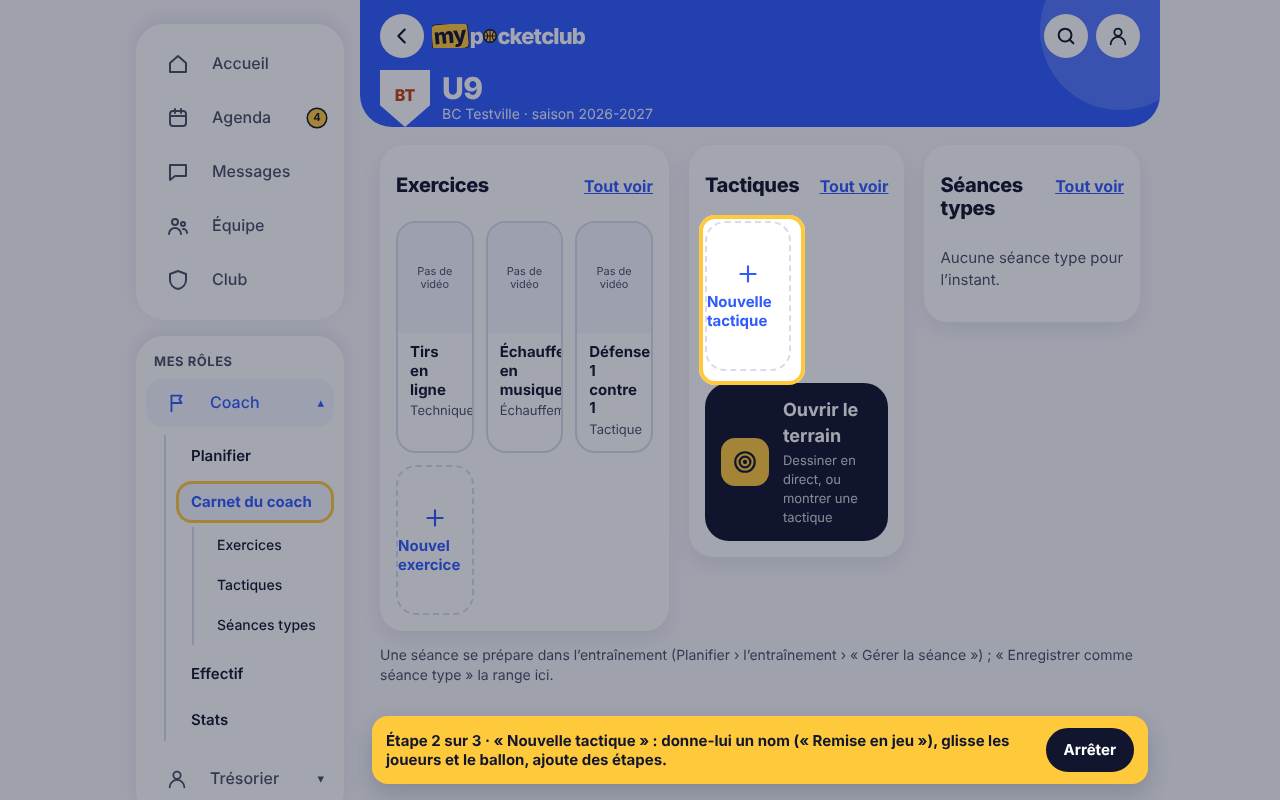 Accueil
Agenda
4
Messages
Équipe
Club
MES RÔLES
Coach
Planifier
Carnet du coach
Exercices
Tactiques
Séances types
Effectif
Stats
Trésorier
mypocketclub
BT
U9
BC Testville · saison 2026-2027
Exercices
Tout voir
Pas de
vidéo
Tirs
en
ligne
Technique
Pas de
vidéo
Échauffe
en
musique
Échauffem
Pas de
vidéo
Défense
1
contre
1
Tactique
Nouvel
exercice
Tactiques
Tout voir
Nouvelle
tactique
Ouvrir le
terrain
Dessiner en
direct, ou
montrer une
tactique
Séances
types
Tout voir
Aucune séance type pour
l’instant.
Une séance se prépare dans l’entraînement (Planifier › l’entraînement › « Gérer la séance ») ; « Enregistrer comme
séance type » la range ici.
Étape 2 sur 3 · « Nouvelle tactique » : donne-lui un nom (« Remise en jeu »), glisse les
joueurs et le ballon, ajoute des étapes.
Arrêter